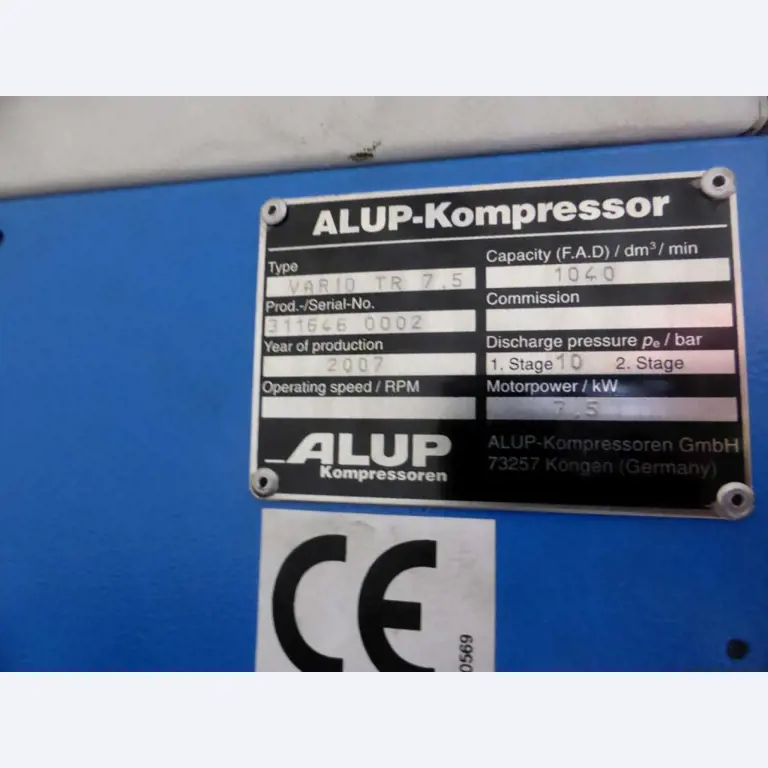 ALUP-Kompressor
Type
VARIO TR 7.5
Prod.-/Serial-No.
311646 0002
Year of production
2007
Operating speed / RPM
Capacity (F.A.D) / dm³ / min
1040
Commission
Discharge pressure pe / bar
1. Stage 10 2. Stage
Motorpower / kW
7,5
ALUP
Kompressoren
ALUP-Kompressoren GmbH
73257 Köngen (Germany)
CE
0569